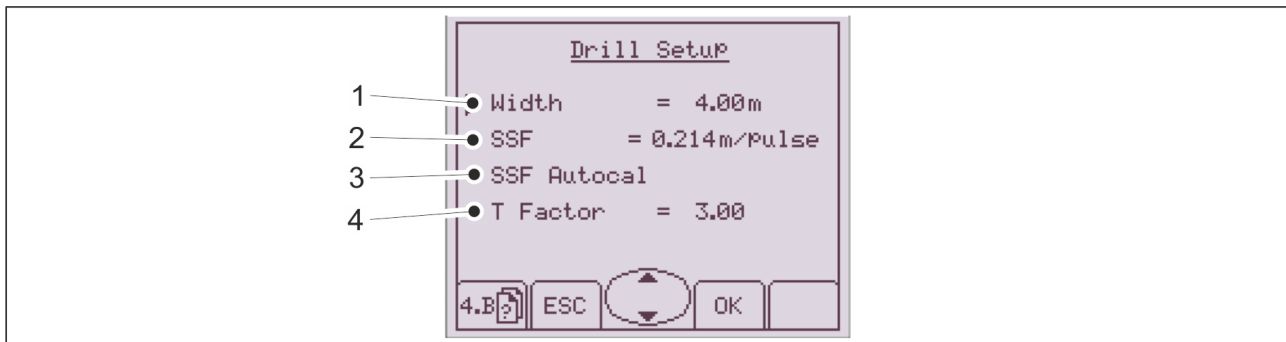 Drill Setup
1 Width = 4.00m
2 SSF = 0.214m/pulse
3 SSF Autocal
4 T Factor = 3.00
4.B ? ESC OK